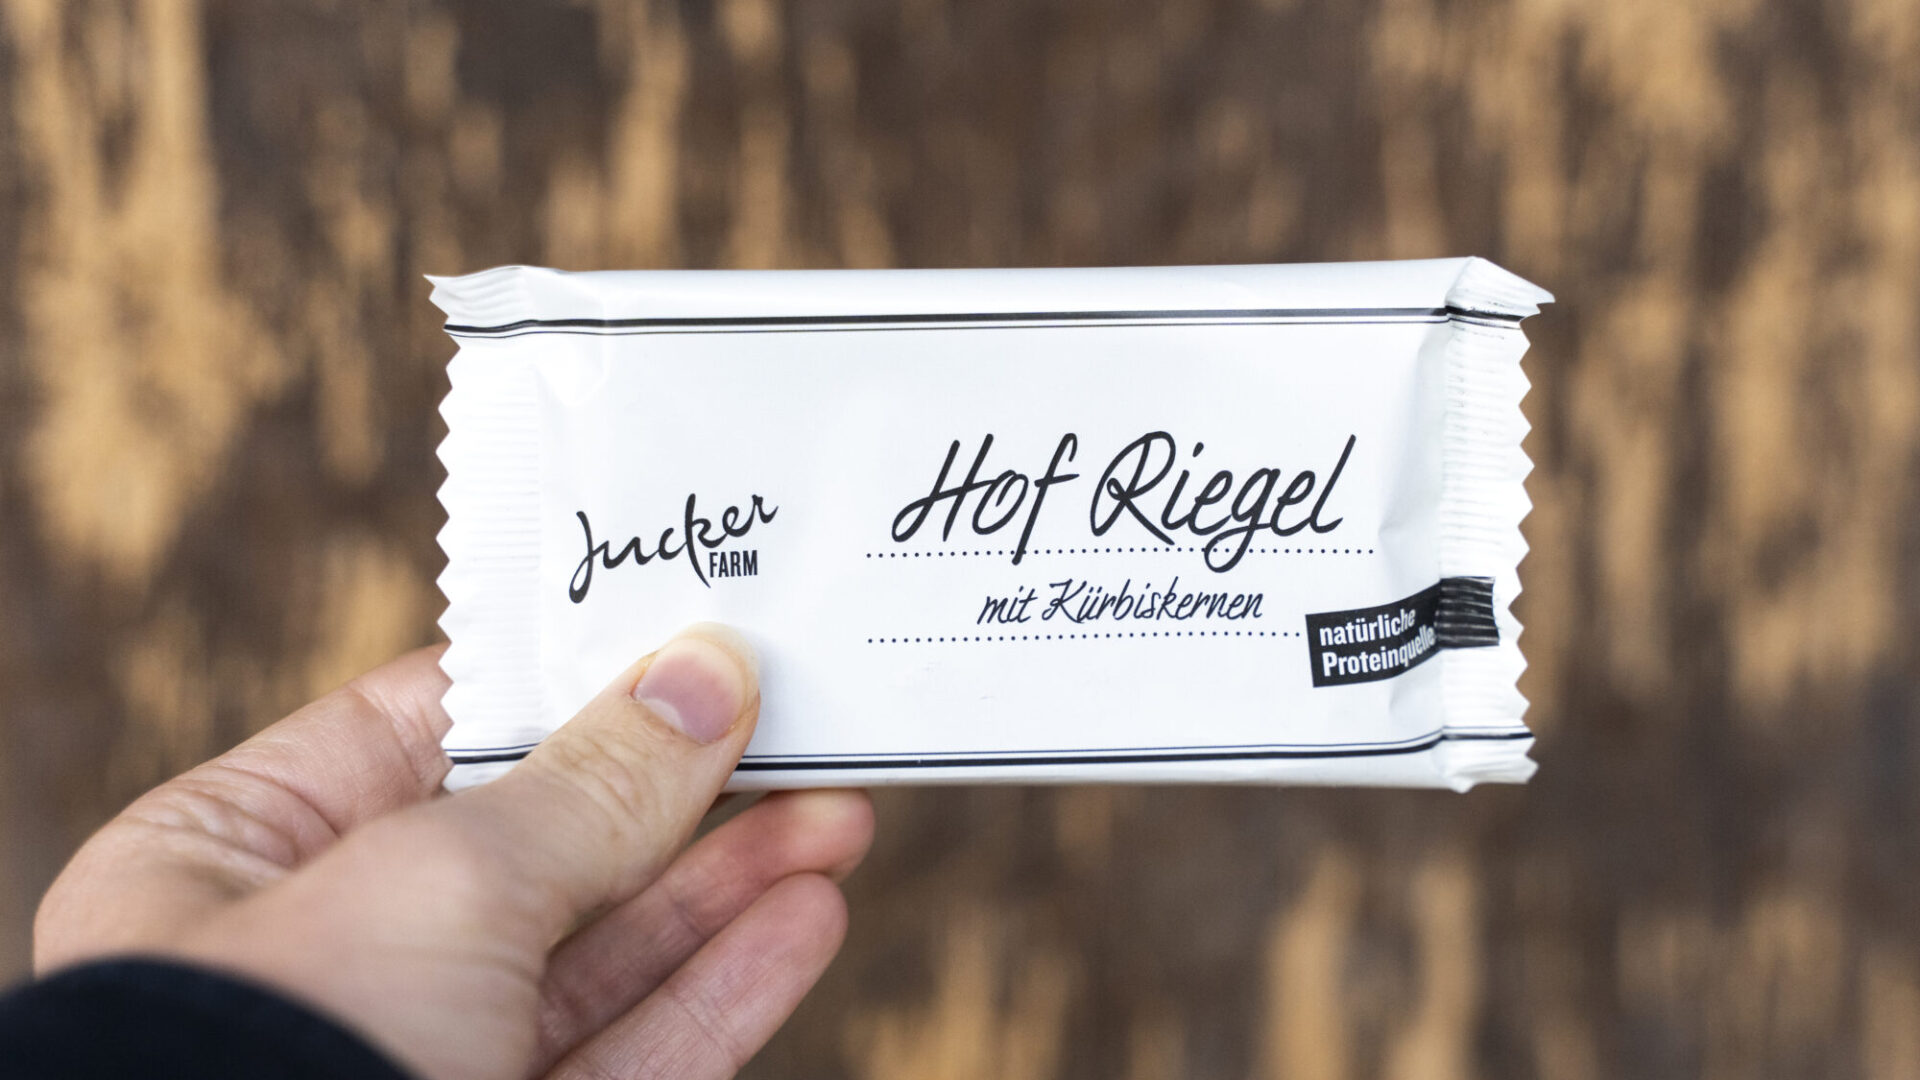 Jucker
FARM
Hof Riegel
mit Kürbiskernen
natürliche
Proteinquelle